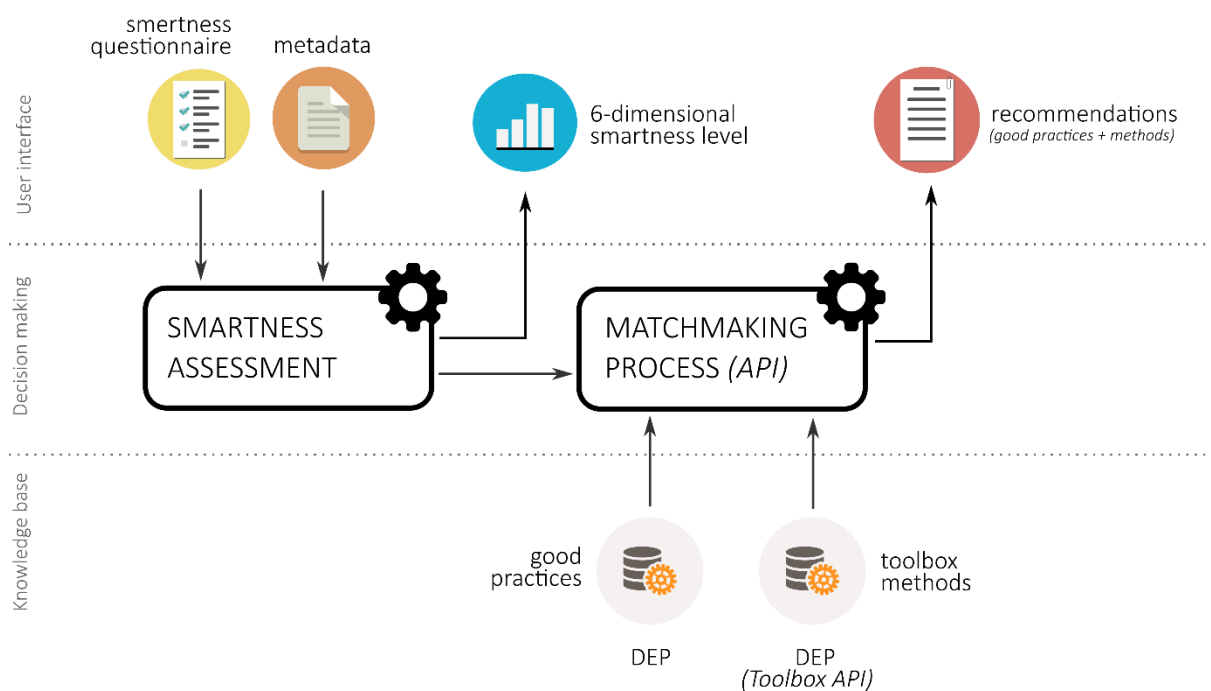 smertness
questionnaire
metadata
6-dimensional
smartness level
recommendations
(good practices + methods)
User interface
SMARTNESS
ASSESSMENT
MATCHMAKING
PROCESS (API)
Decision making
good
practices
toolbox
methods
DEP
DEP
(Toolbox API)
Knowledge base